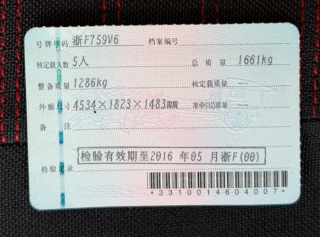 号牌号码 浙F759V6 档案编号
核定载人数 5人 总质量 1661kg
整备质量 1286kg 核定载质量 --
外廓尺寸 4534×1823×1483mm 准牵引总质量 --
备注
检验记录 检验有效期至2016 年05 月浙F(00)
*3310014604007*